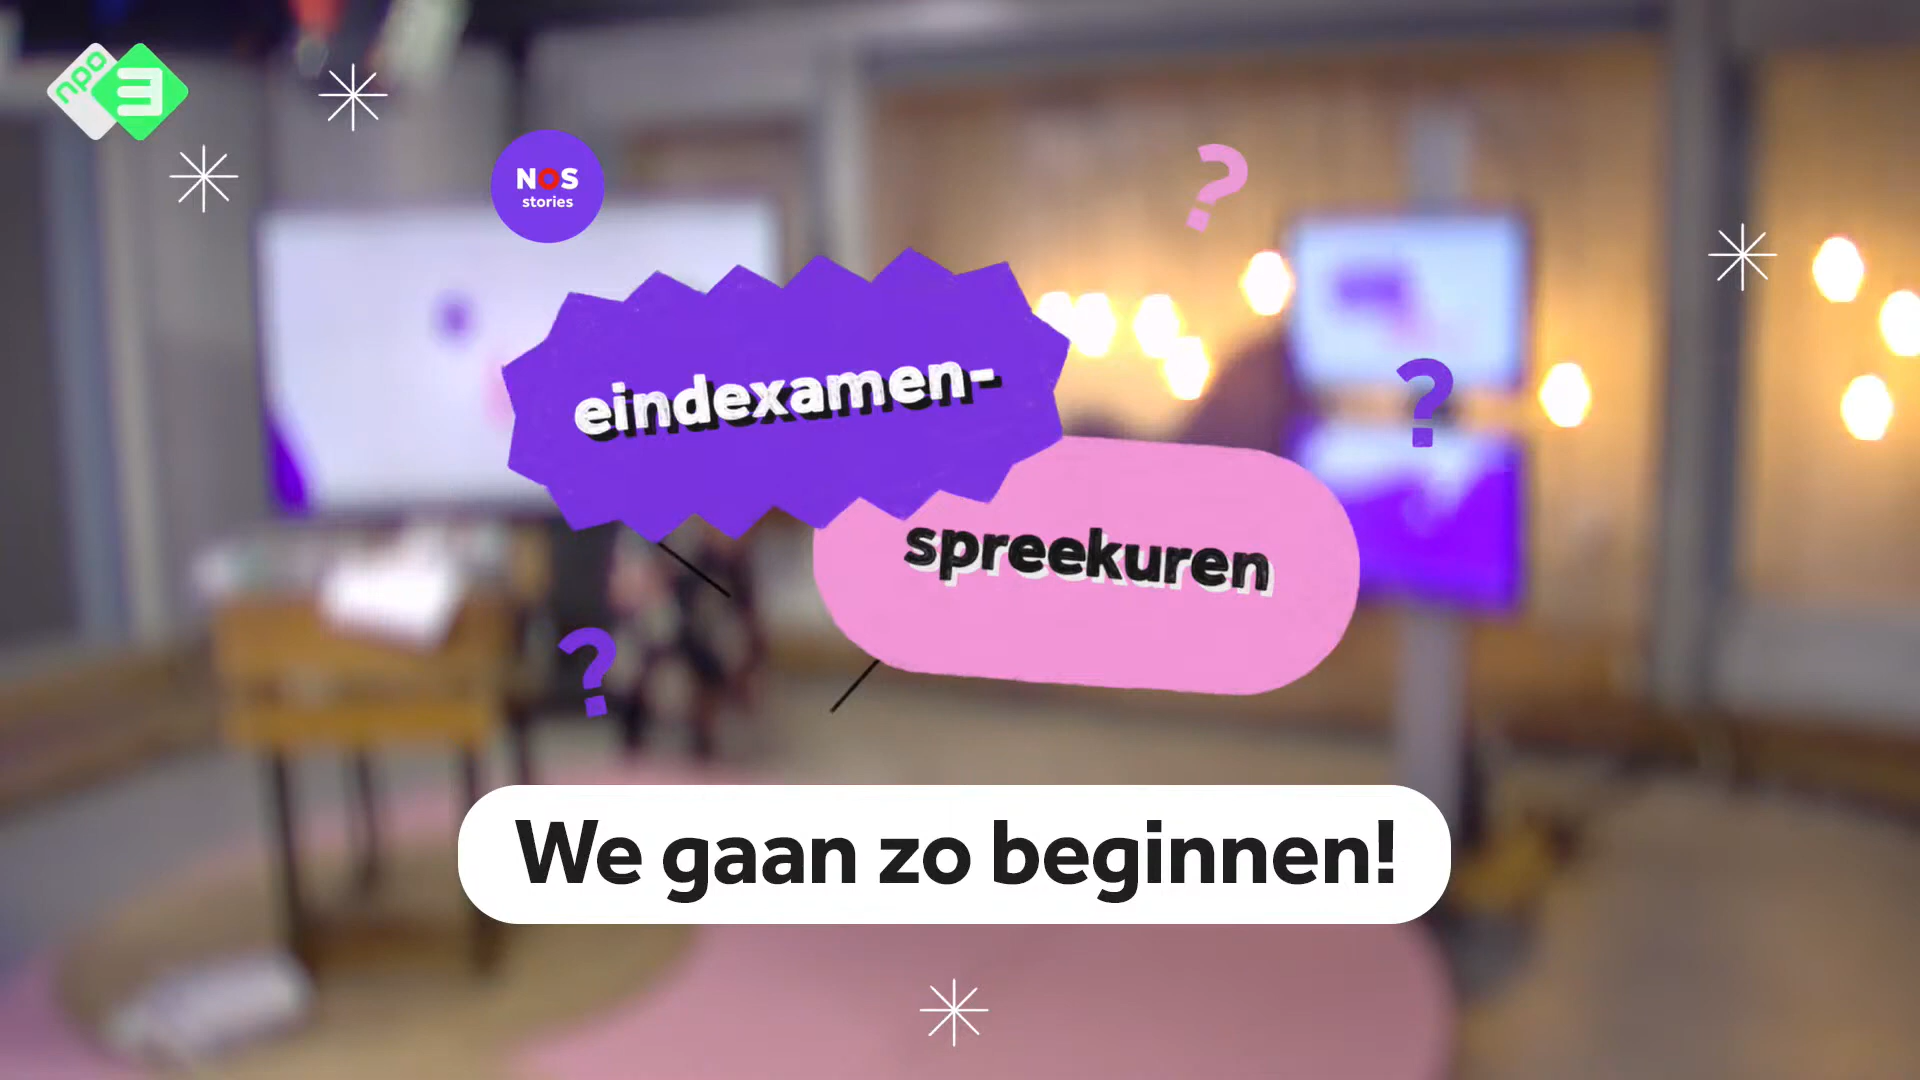 npo
3
NOS
stories
eindexamen-
spreekuren
We gaan zo beginnen!